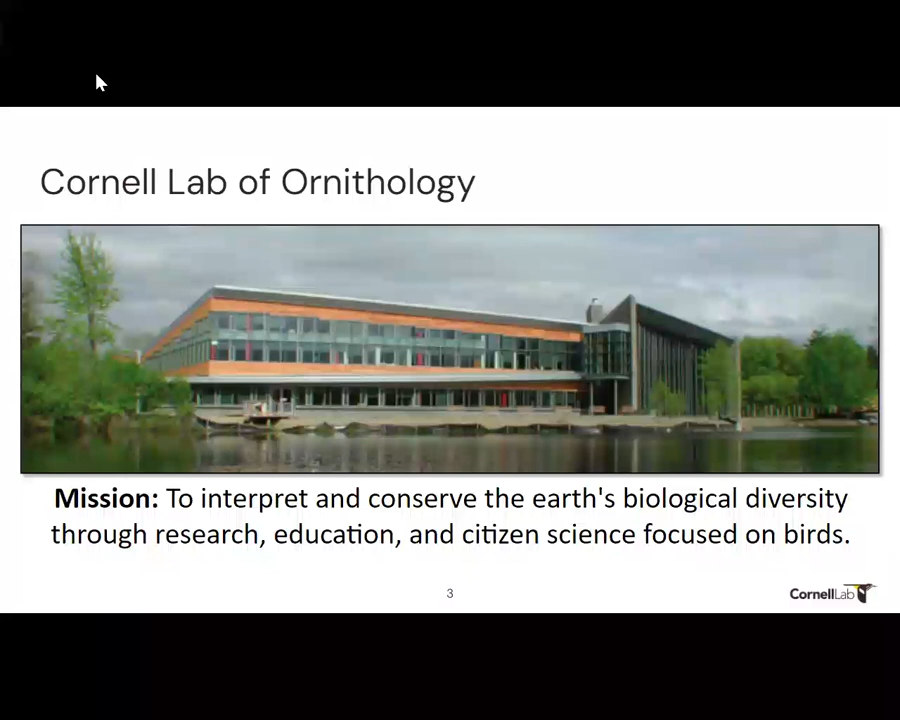 Cornell Lab of Ornithology
Mission: To interpret and conserve the earth's biological diversity
through research, education, and citizen science focused on birds.
3
CornellLab